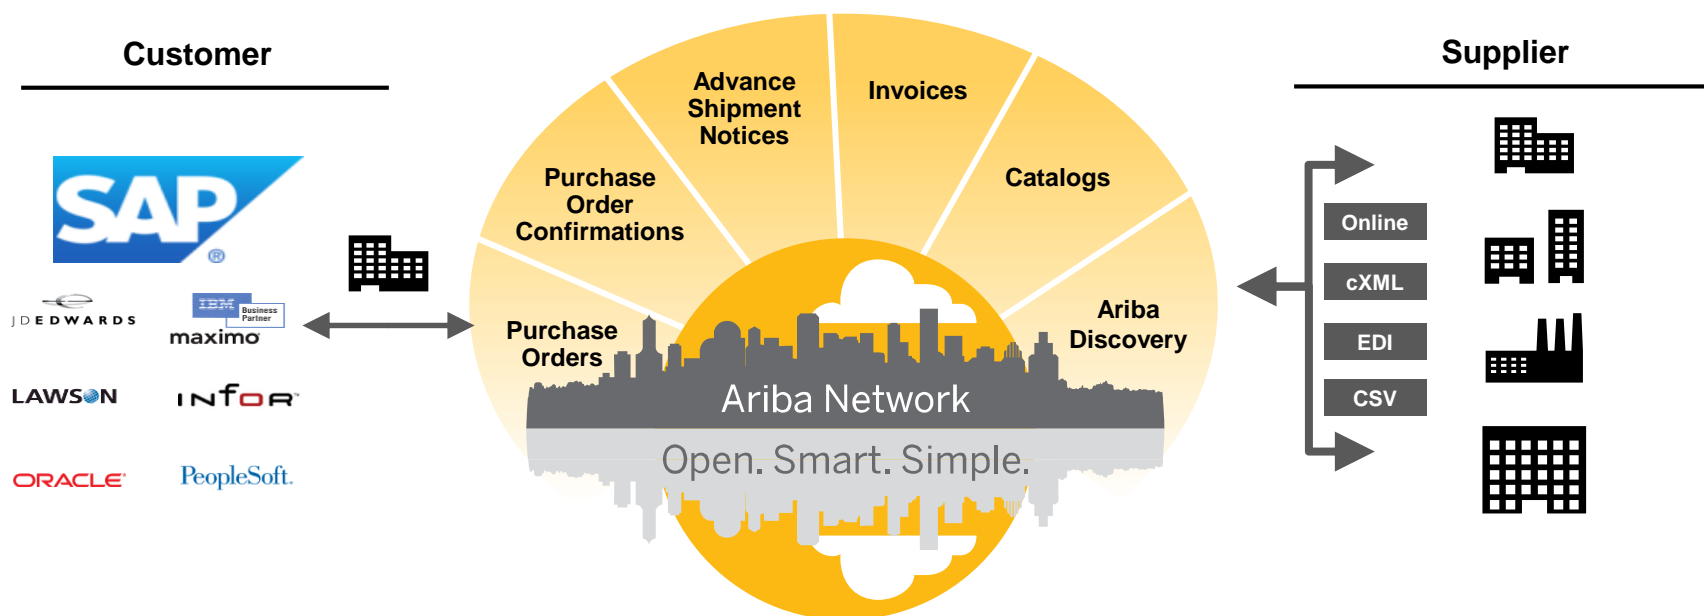 Customer
SAP
®
JDEDWARDS
IBM
Business
Partner
maximo
LAWSON
INFOR
ORACLE®
PeopleSoft.
Purchase
Orders
Purchase
Order
Confirmations
Advance
Shipment
Notices
Invoices
Catalogs
Ariba
Discovery
Ariba Network
Open. Smart. Simple.
Supplier
Online
cXML
EDI
CSV